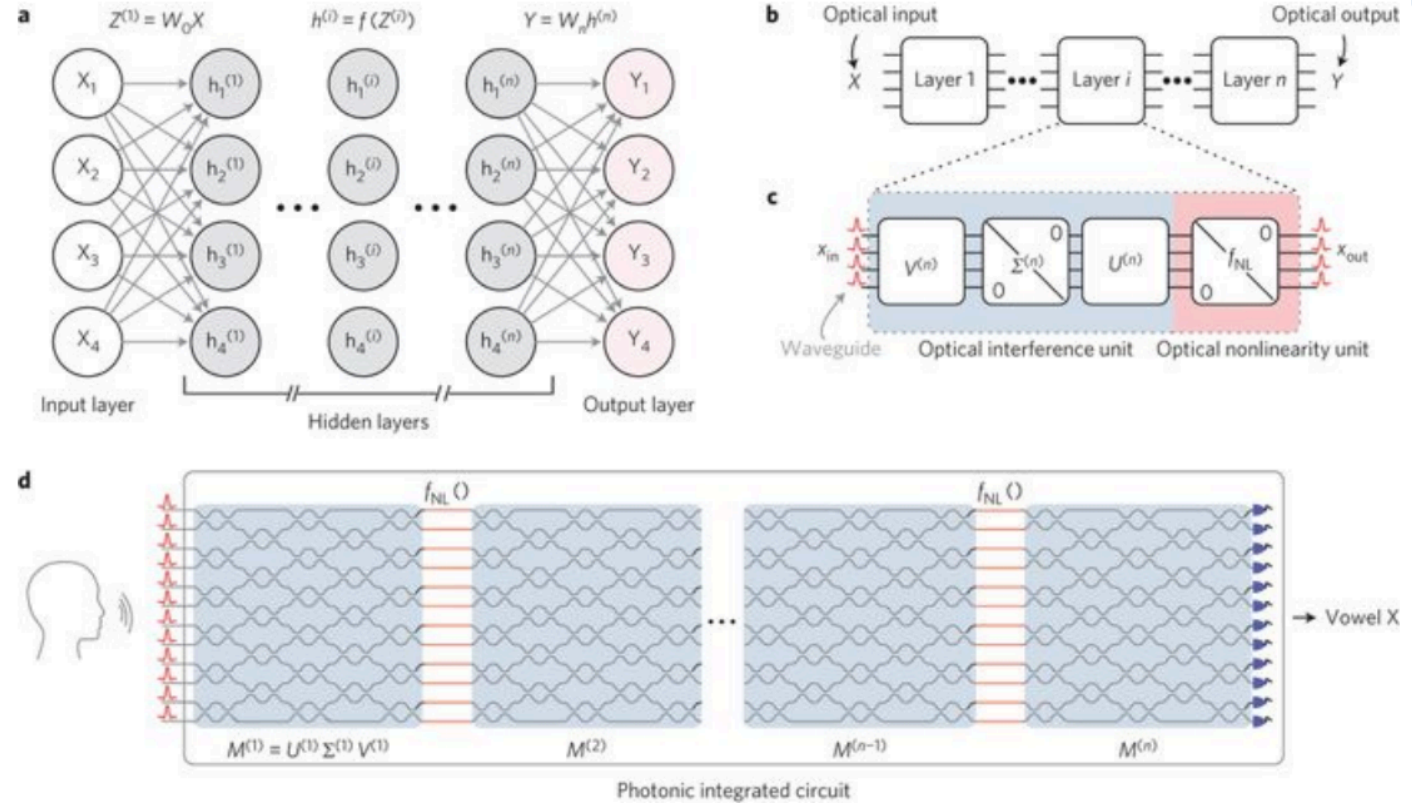 a
Z⁽¹⁾ = W₀X
h⁽ⁱ⁾ = f(Z⁽ⁱ⁾)
Y = Wₙh⁽ⁿ⁾
X₁ h₁⁽¹⁾ h₁⁽ⁱ⁾ h₁⁽ⁿ⁾ Y₁
X₂ h₂⁽¹⁾ h₂⁽ⁱ⁾ h₂⁽ⁿ⁾ Y₂
X₃ h₃⁽¹⁾ h₃⁽ⁱ⁾ h₃⁽ⁿ⁾ Y₃
X₄ h₄⁽¹⁾ h₄⁽ⁱ⁾ h₄⁽ⁿ⁾ Y₄
Input layer
Hidden layers
Output layer
b
Optical input
Optical output
X Layer 1 ••• Layer i ••• Layer n Y
c
x_in V⁽ⁿ⁾ 0 Σ⁽ⁿ⁾ 0 U⁽ⁿ⁾ 0 f_NL 0 x_out
Waveguide
Optical interference unit
Optical nonlinearity unit
d
f_NL ()
f_NL ()
Vowel X
M⁽¹⁾ = U⁽¹⁾ Σ⁽¹⁾ V⁽¹⁾
M⁽²⁾
M⁽ⁿ⁻¹⁾
M⁽ⁿ⁾
Photonic integrated circuit